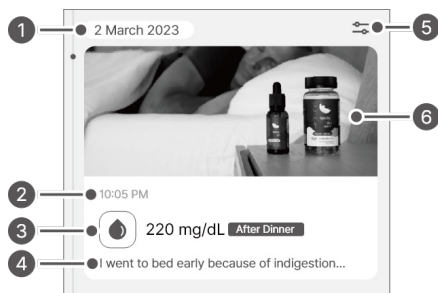 1
2 March 2023
5
6
2
10:05 PM
3
220 mg/dL After Dinner
4
I went to bed early because of indigestion...